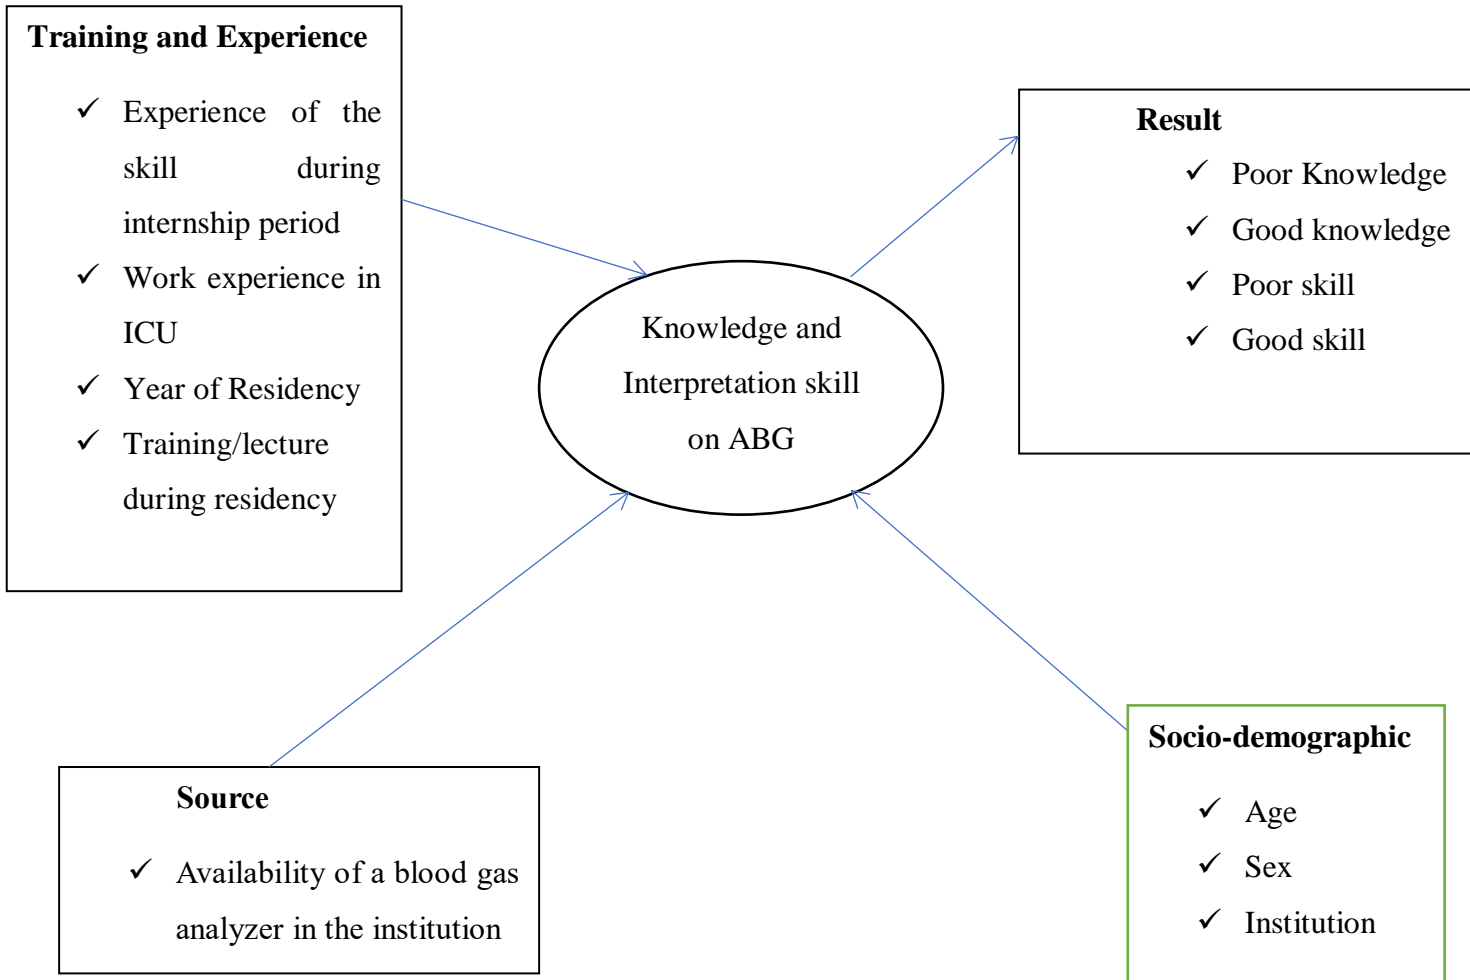 Training and Experience
✓ Experience of the
skill during
internship period
✓ Work experience in
ICU
✓ Year of Residency
✓ Training/lecture
during residency
Result
✓ Poor Knowledge
✓ Good knowledge
✓ Poor skill
✓ Good skill
Knowledge and
Interpretation skill
on ABG
Source
✓ Availability of a blood gas
analyzer in the institution
Socio-demographic
✓ Age
✓ Sex
✓ Institution